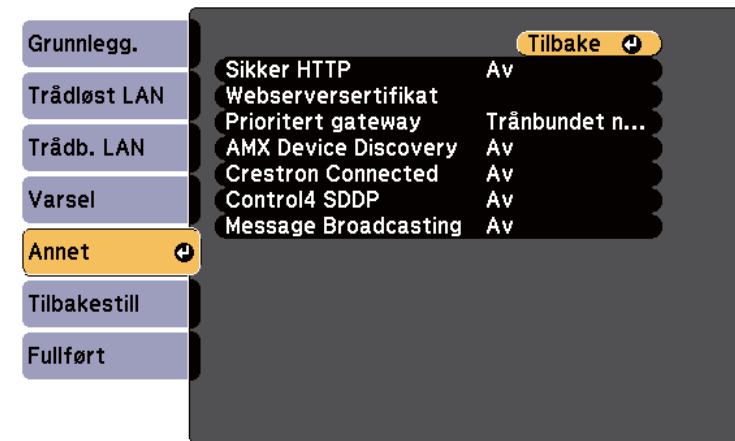 Grunnlegg.
Trådløst LAN
Trådb. LAN
Varsel
Annet
Tilbakestill
Fullført
Tilbake
Sikker HTTP Av
Webserversertifikat
Prioritert gateway Trånbundet n...
AMX Device Discovery Av
Crestron Connected Av
Control4 SDDP Av
Message Broadcasting Av